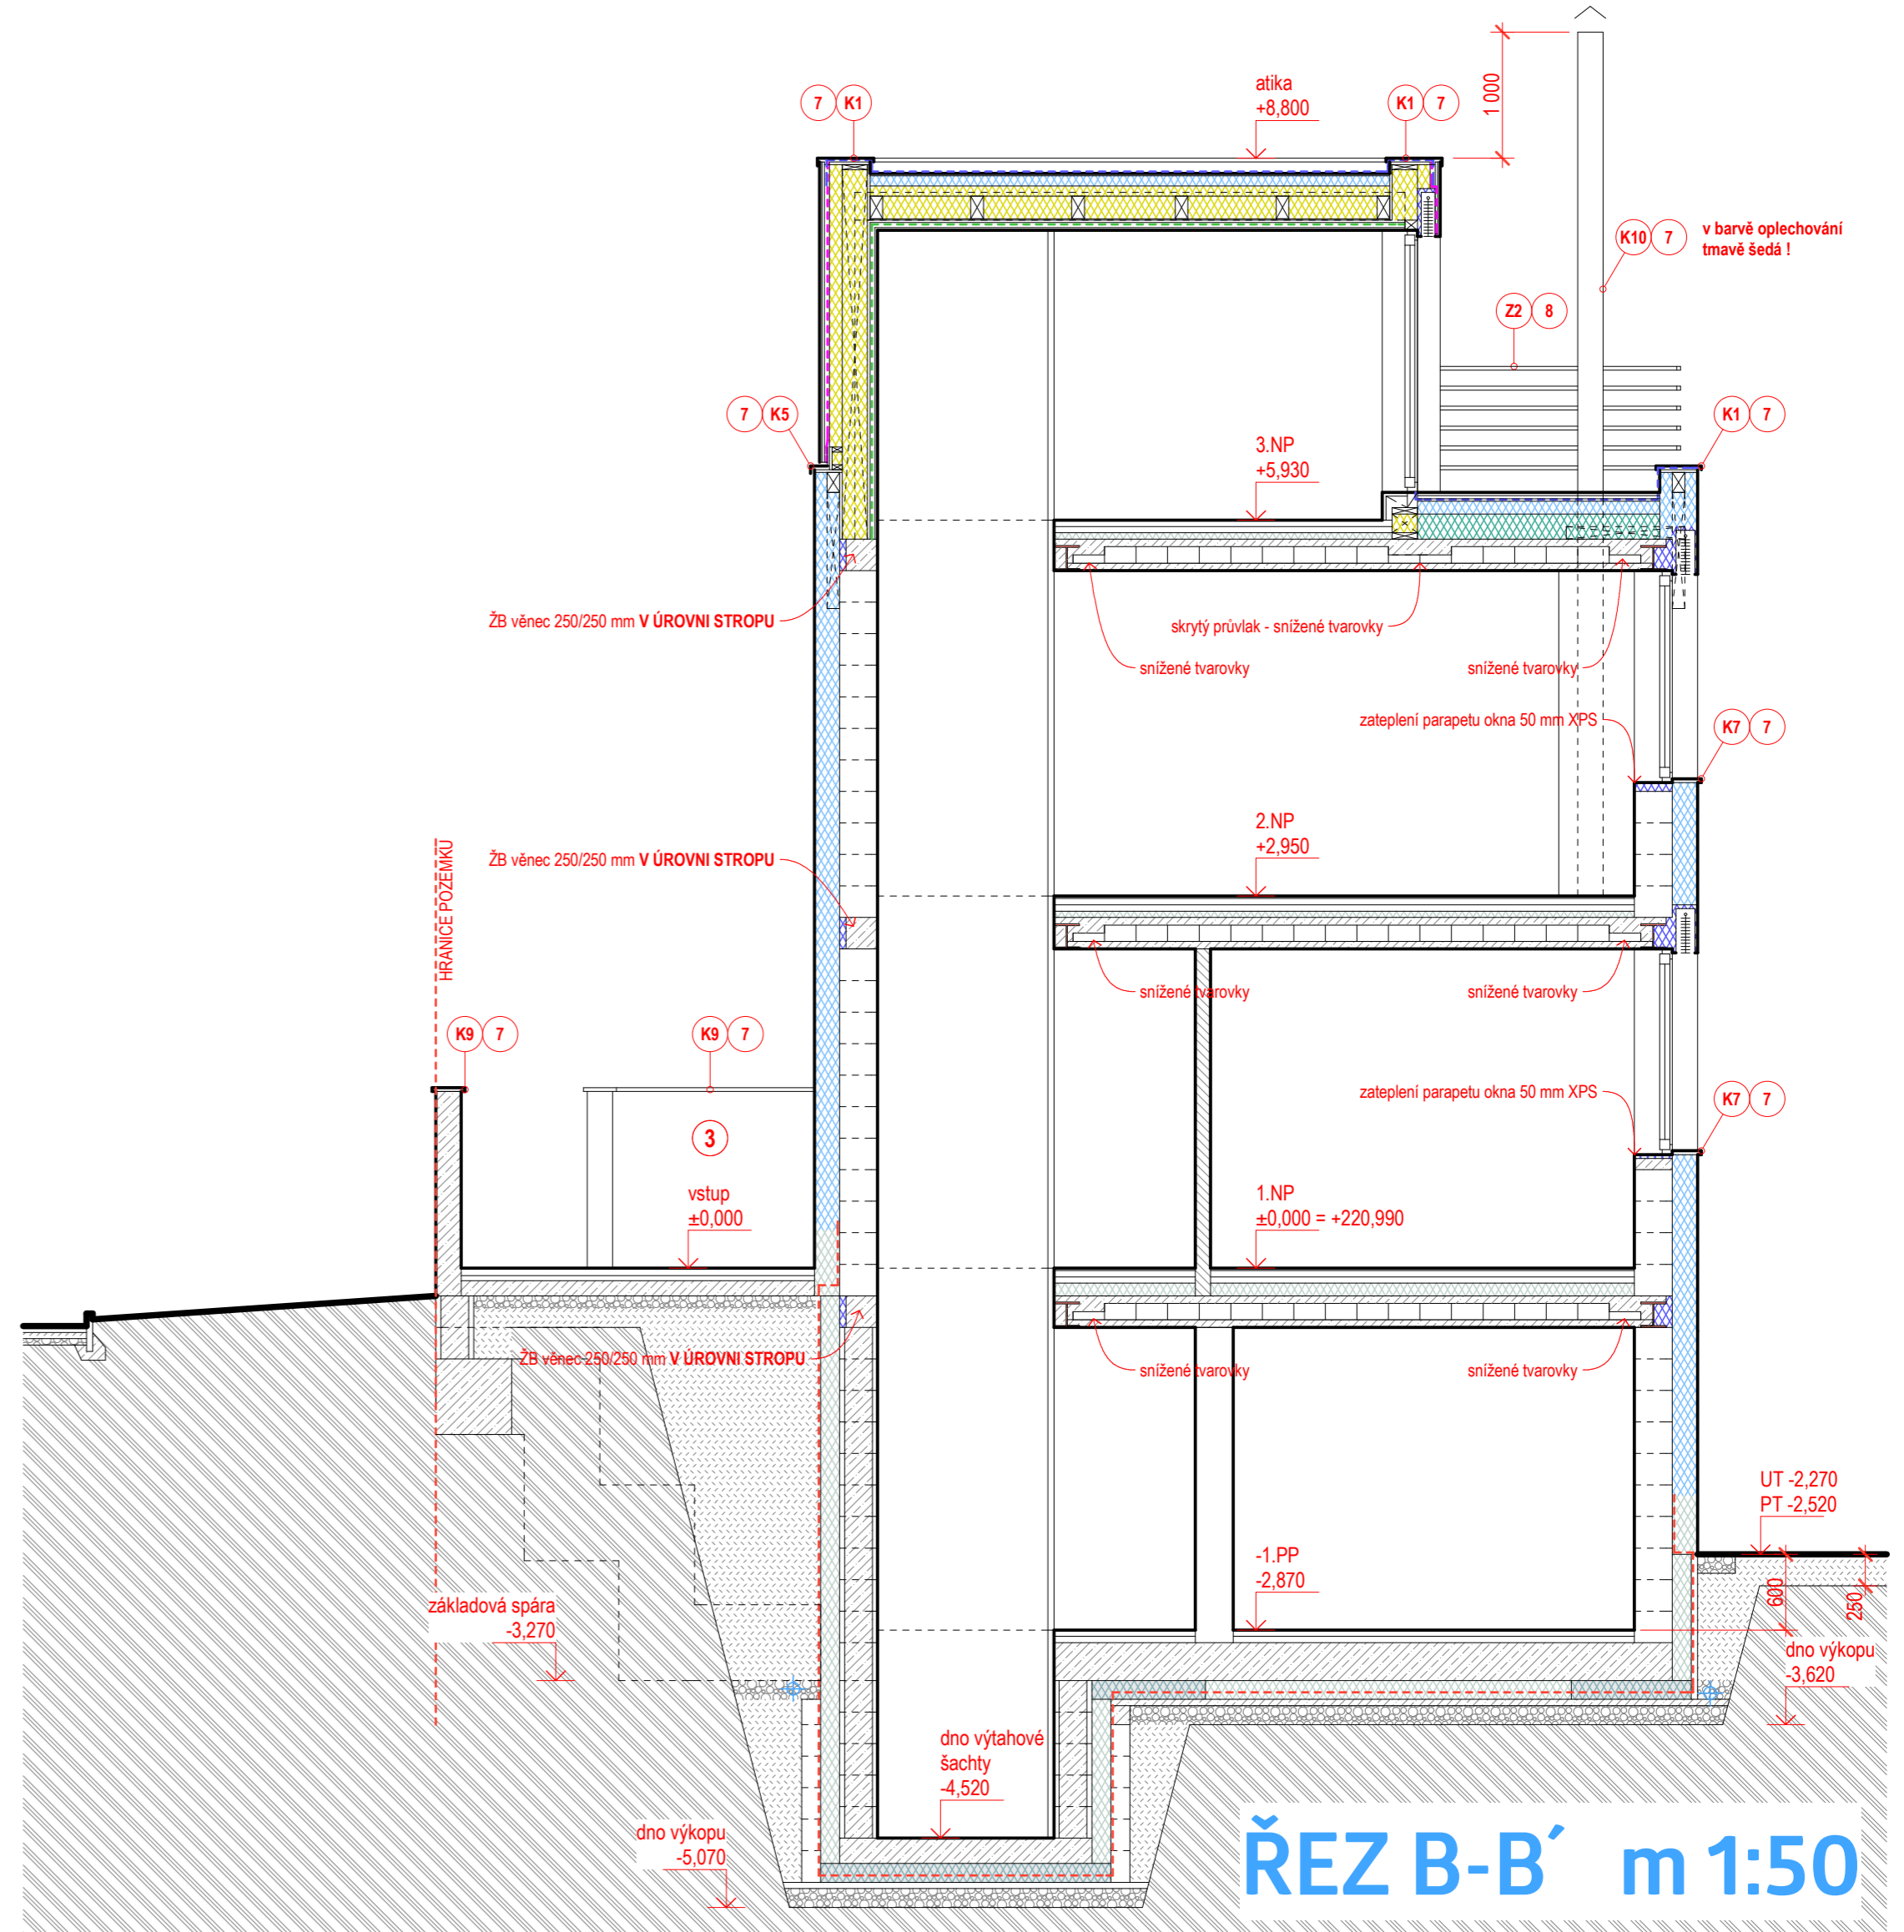 1 000
atika
+8,800
7 K1
K1 7
K10 7
v barvě oplechování
tmavě šedá !
Z2 8
7 K5
K1 7
3.NP
+5,930
ŽB věnec 250/250 mm V ÚROVNI STROPU
skrytý průvlak - snížené tvarovky
snížené tvarovky
snížené tvarovky
zateplení parapetu okna 50 mm XPS
K7 7
2.NP
+2,950
ŽB věnec 250/250 mm V ÚROVNI STROPU
HRANICE POZEMKU
snížené tvarovky
snížené tvarovky
K9 7
K9 7
zateplení parapetu okna 50 mm XPS
K7 7
3
vstup
±0,000
1.NP
±0,000 = +220,990
ŽB věnec 250/250 mm V ÚROVNI STROPU
snížené tvarovky
snížené tvarovky
UT -2,270
PT -2,520
-1.PP
-2,870
600
250
základová spára
-3,270
dno výkopu
-3,620
dno výtahové
šachty
-4,520
dno výkopu
-5,070
ŘEZ B-B´ m 1:50